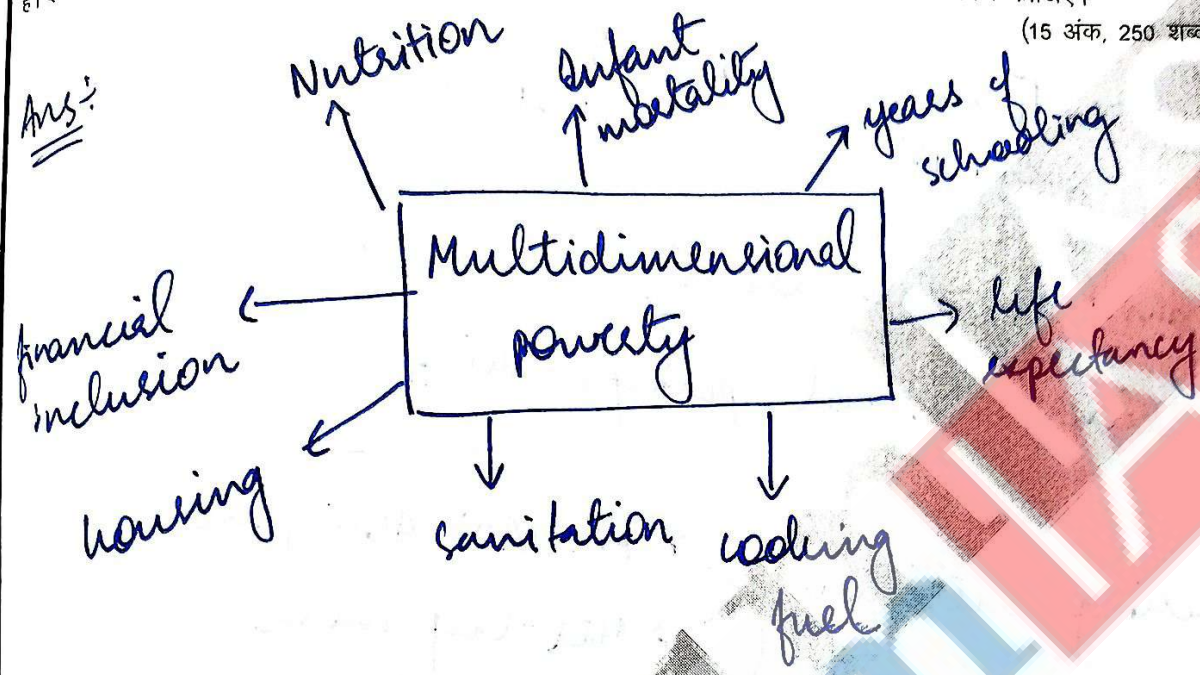 (15 अंक, 250 शब्द
Ans:-
Nutrition
Infant
mortality
years of
schooling
Multidimensional
poverty
financial
inclusion
life
expectancy
housing
sanitation
cooking
fuel